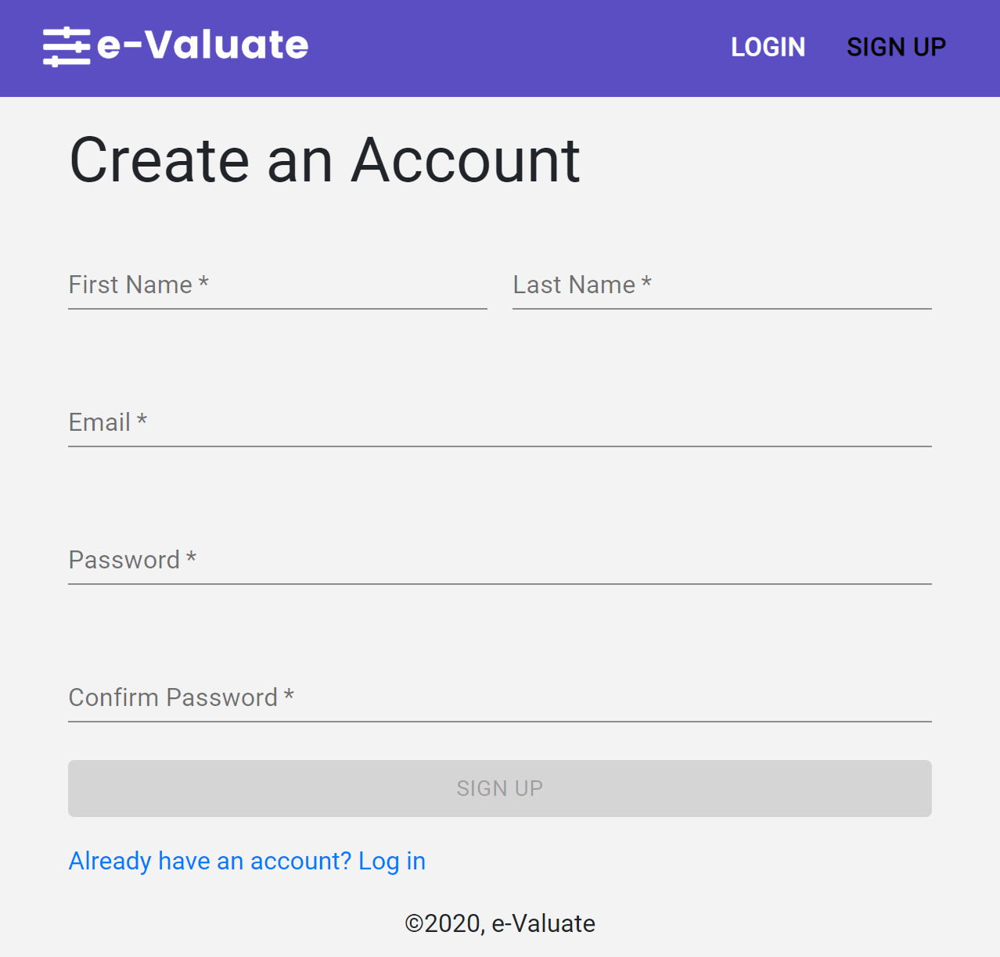 e-Valuate LOGIN SIGN UP
Create an Account
First Name * Last Name *
Email *
Password *
Confirm Password *
SIGN UP
Already have an account? Log in
©2020, e-Valuate